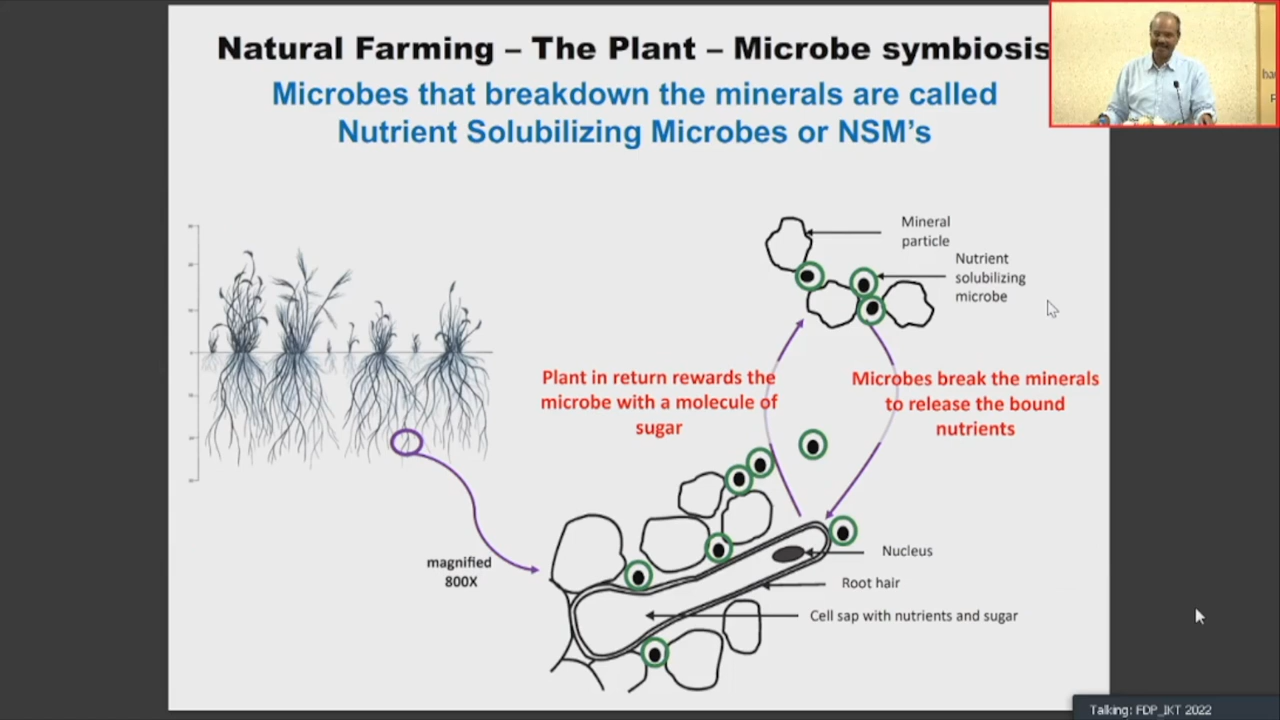 Natural Farming – The Plant – Microbe symbiosis
Microbes that breakdown the minerals are called
Nutrient Solubilizing Microbes or NSM's
Mineral
particle
Nutrient
solubilizing
microbe
Plant in return rewards the
microbe with a molecule of
sugar
Microbes break the minerals
to release the bound
nutrients
magnified
800X
Nucleus
Root hair
Cell sap with nutrients and sugar
Talking: FDP_IKT 2022